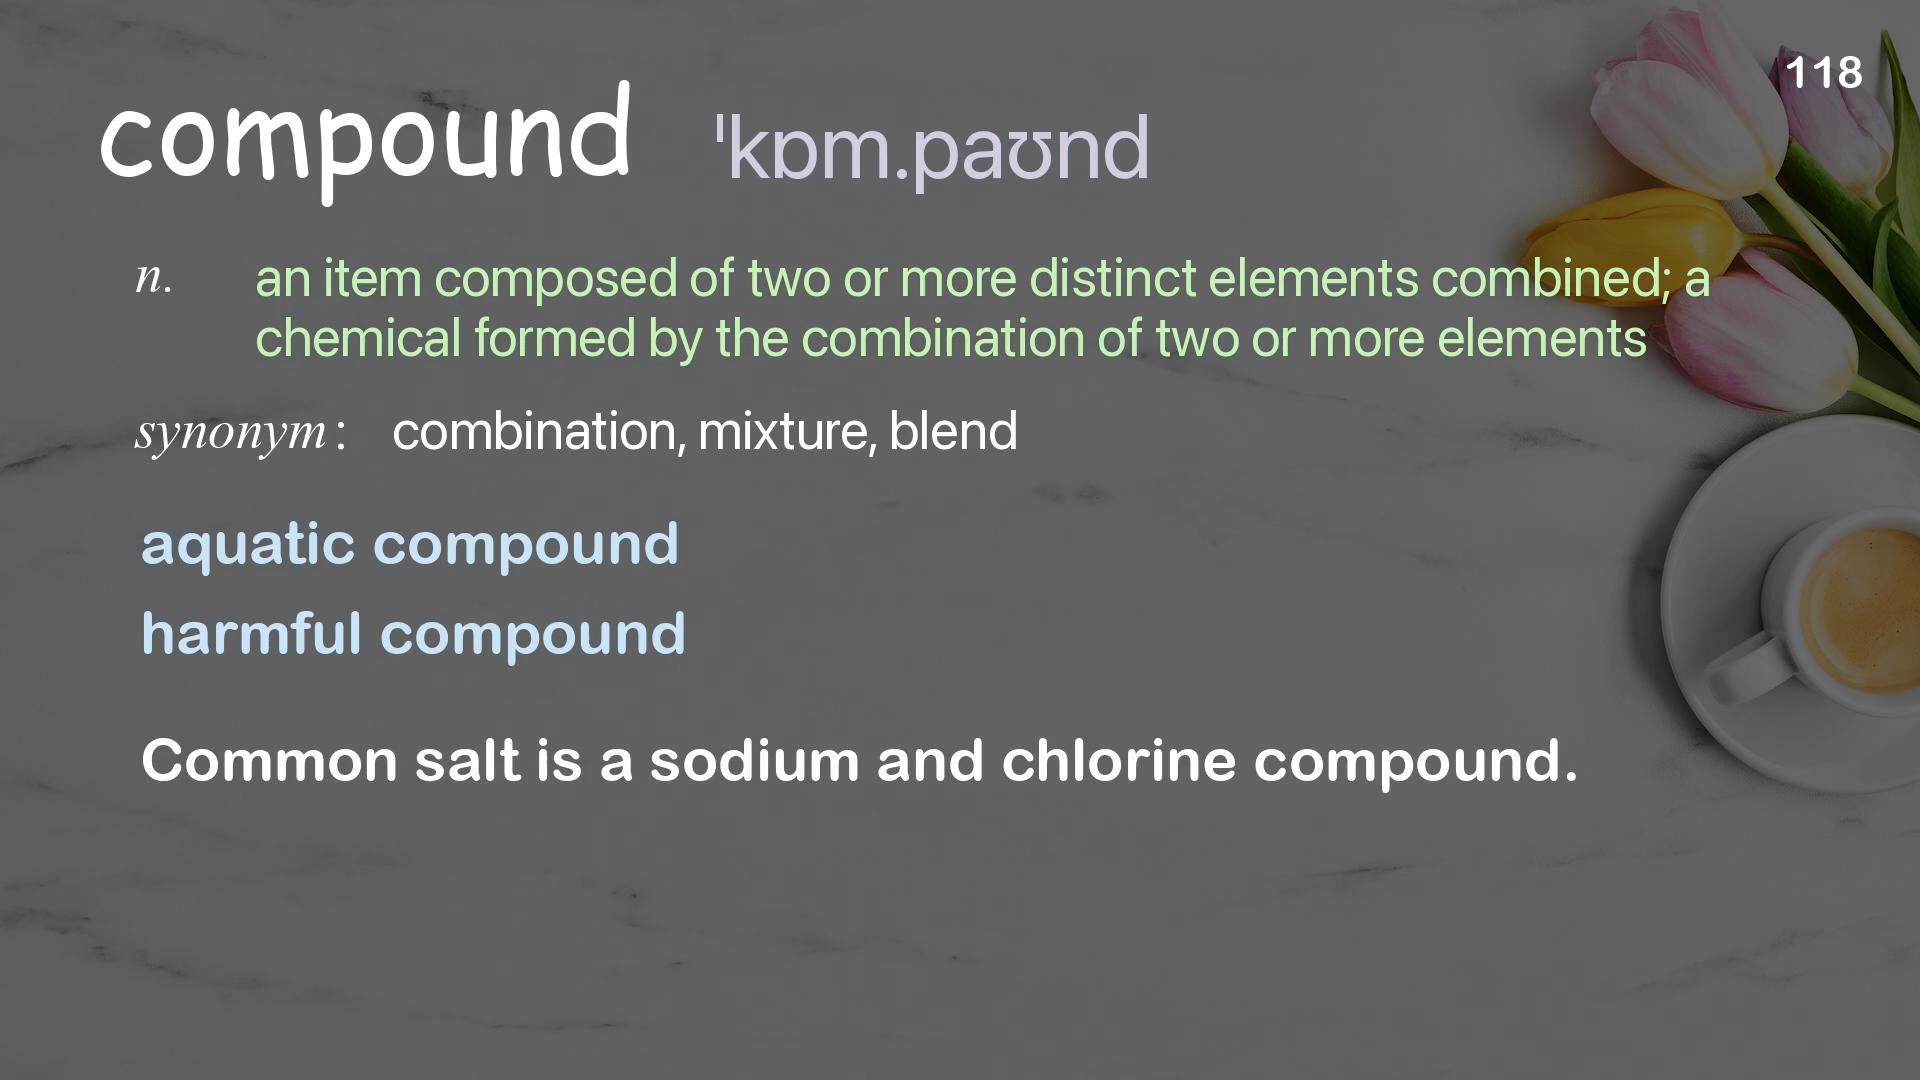 118
compound ˈkɒm.paʊnd
n. an item composed of two or more distinct elements combined; a
chemical formed by the combination of two or more elements
synonym : combination, mixture, blend
aquatic compound
harmful compound
Common salt is a sodium and chlorine compound.